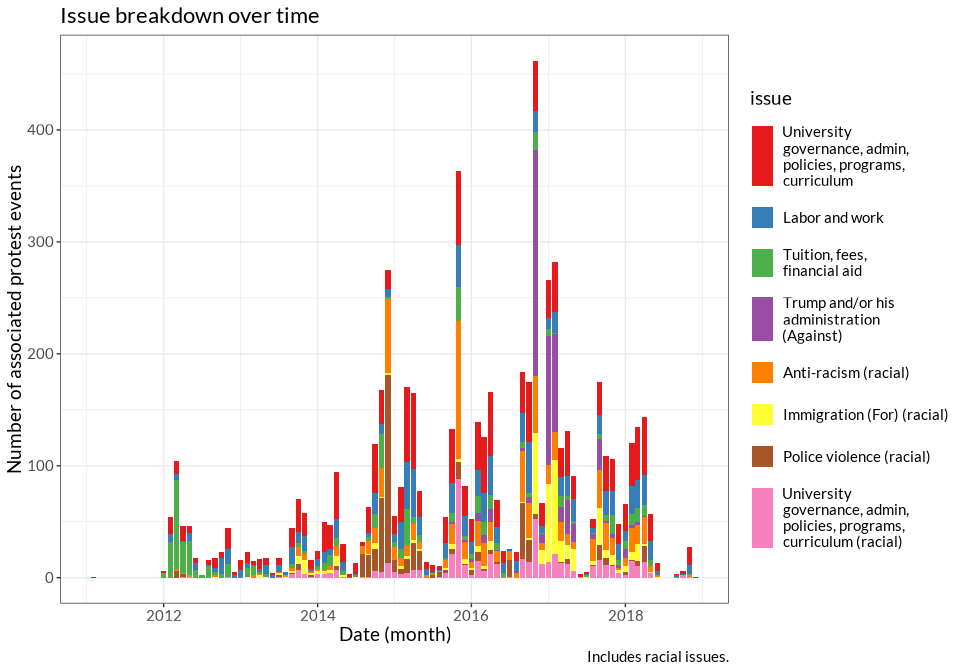 Issue breakdown over time
Number of associated protest events
400
300
200
100
0
2012
2014
2016
2018
Date (month)
issue
University
governance, admin,
policies, programs,
curriculum
Labor and work
Tuition, fees,
financial aid
Trump and/or his
administration
(Against)
Anti-racism (racial)
Immigration (For) (racial)
Police violence (racial)
University
governance, admin,
policies, programs,
curriculum (racial)
Includes racial issues.